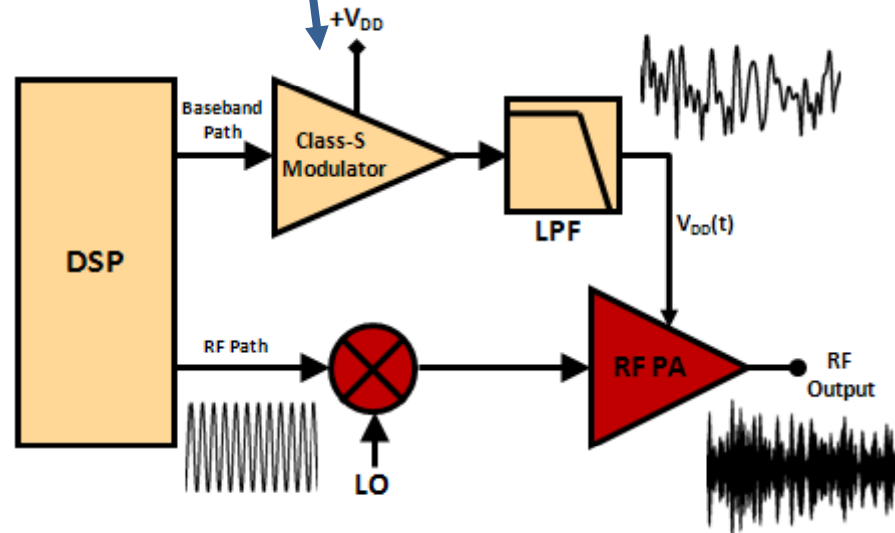 +VDD
Baseband
Path
Class-S
Modulator
LPF
VDD(t)
DSP
RF Path
LO
RF PA
RF
Output